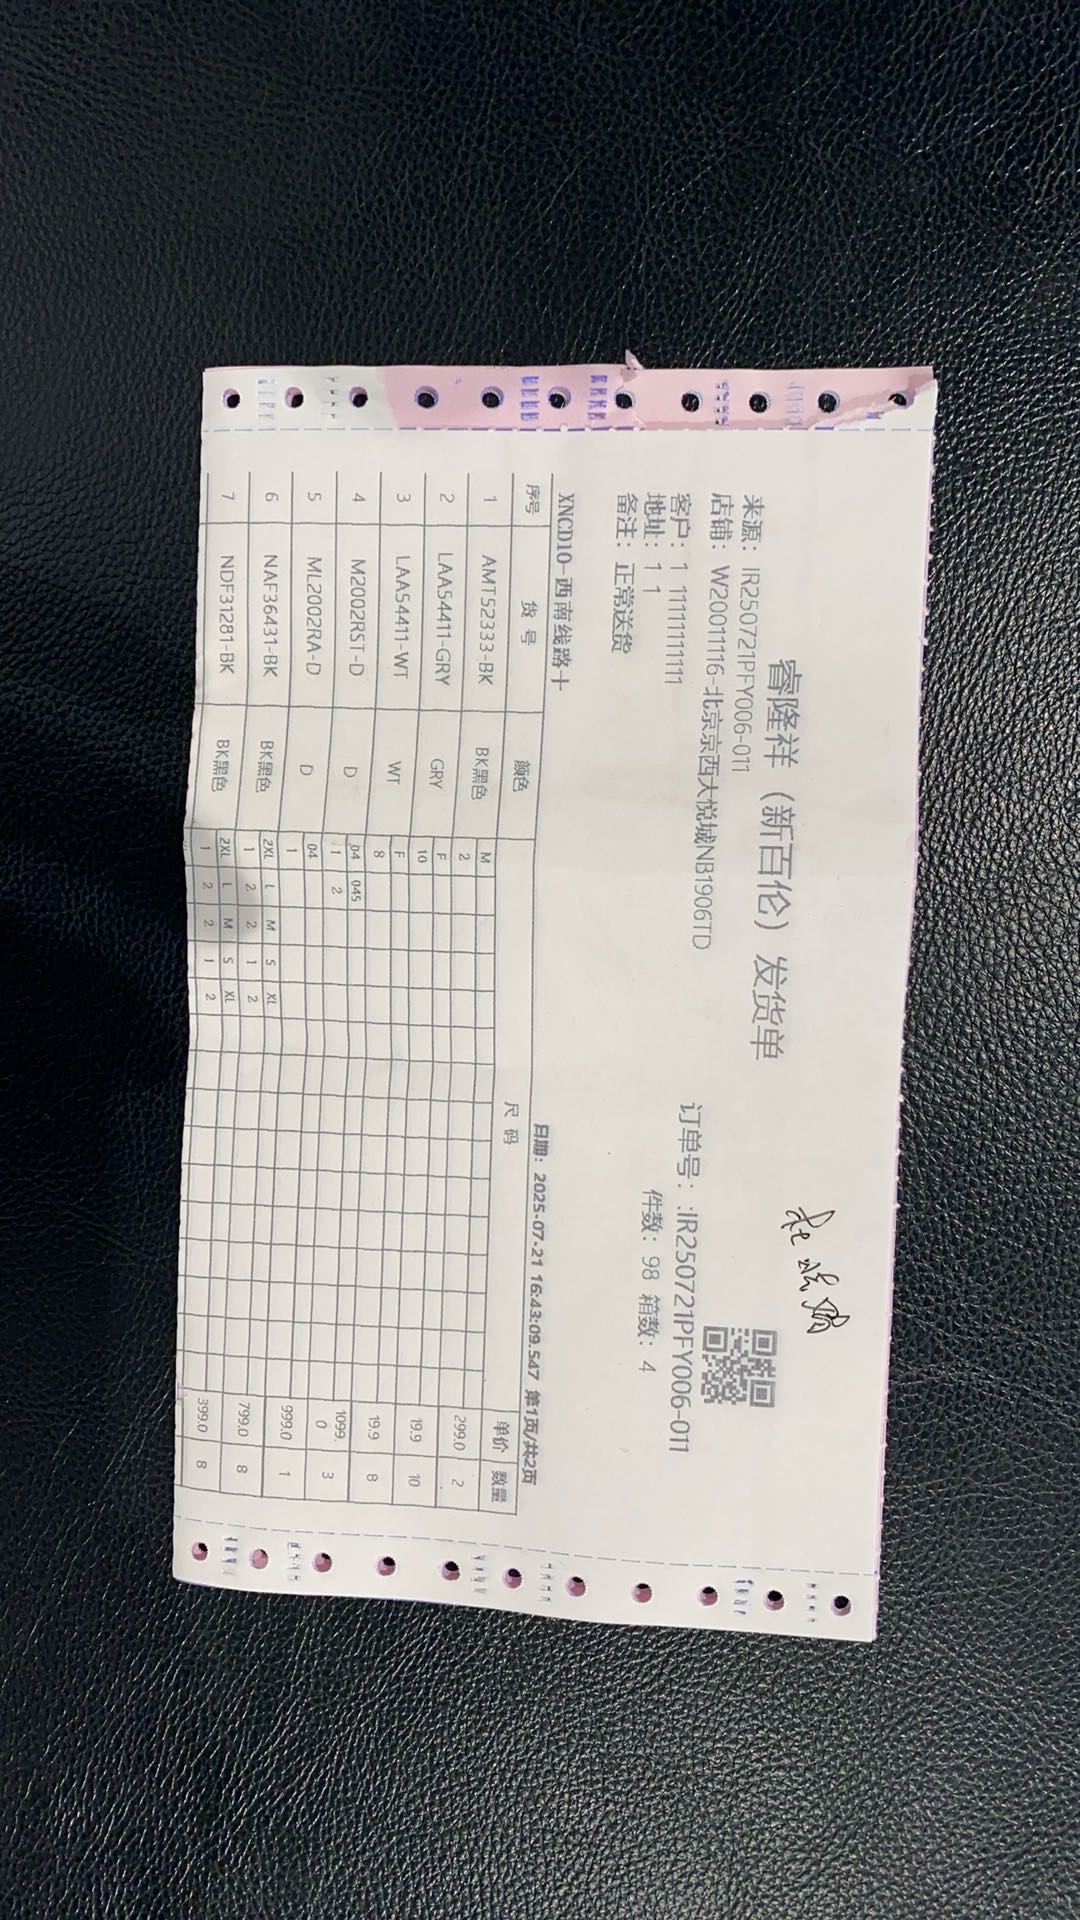 睿隆祥（新百伦）发货单
来源：IR250721PFY006-011
店铺：W20011116-北京京西大悦城NB1906TD
订单号：:IR250721PFY006-011
客户：1 11111111111
件数：98 箱数：4
地址：1 1
备注：正常送货
XNCD10-西南线路十
日期：2025-07-21 16:43:09.547 第1页/共2页
序号 货 号 颜色 尺 码 单价 数量
1 AMT52333-BK BK黑色 M 299.0 2
2
2 LAA54411-GRY GRY F 19.9 10
10
3 LAA54411-WT WT F 19.9 8
8
4 M2002RST-D D 04 045 1099.0 3
1 2
5 ML2002RA-D D 04 999.0 1
1
6 NAF36431-BK BK黑色 2XL L M S XL 799.0 8
1 2 2 1 2
7 NDF31281-BK BK黑色 2XL L M S XL 399.0 8
1 2 2 1 2